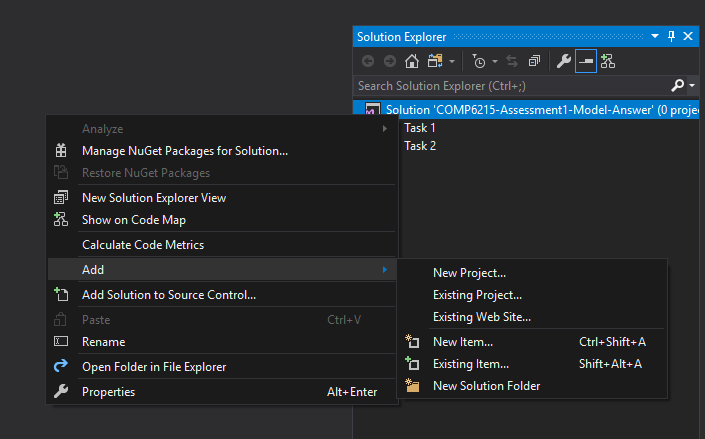 Solution Explorer
Search Solution Explorer (Ctrl+;)
Solution 'COMP6215-Assessment1-Model-Answer' (0 projec
Task 1
Task 2
Analyze
Manage NuGet Packages for Solution...
Restore NuGet Packages
New Solution Explorer View
Show on Code Map
Calculate Code Metrics
Add
Add Solution to Source Control...
Paste Ctrl+V
Rename
Open Folder in File Explorer
Properties Alt+Enter
New Project...
Existing Project...
Existing Web Site...
New Item... Ctrl+Shift+A
Existing Item... Shift+Alt+A
New Solution Folder